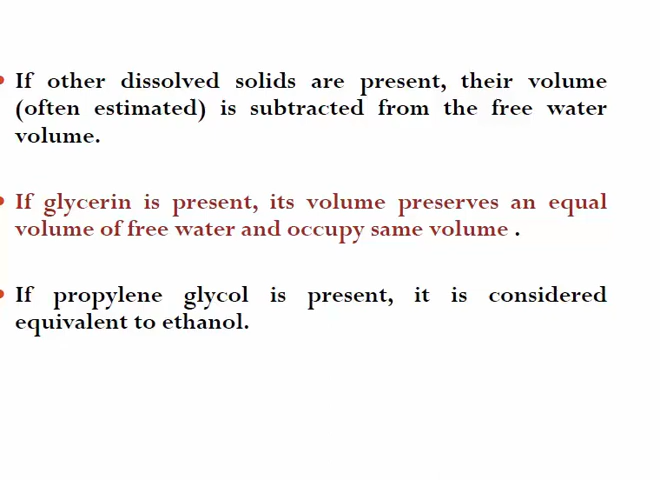 If other dissolved solids are present, their volume
(often estimated) is subtracted from the free water
volume.
If glycerin is present, its volume preserves an equal
volume of free water and occupy same volume .
If propylene glycol is present, it is considered
equivalent to ethanol.